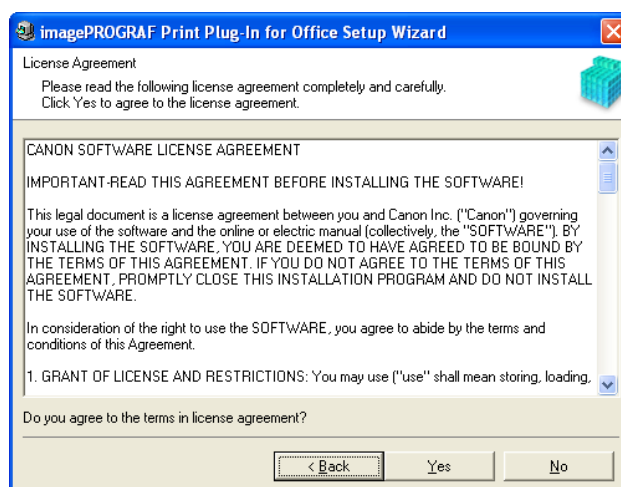 imagePROGRAF Print Plug-In for Office Setup Wizard
License Agreement
Please read the following license agreement completely and carefully.
Click Yes to agree to the license agreement.
CANON SOFTWARE LICENSE AGREEMENT
IMPORTANT-READ THIS AGREEMENT BEFORE INSTALLING THE SOFTWARE!
This legal document is a license agreement between you and Canon Inc. ("Canon") governing
your use of the software and the online or electric manual (collectively, the "SOFTWARE"). BY
INSTALLING THE SOFTWARE, YOU ARE DEEMED TO HAVE AGREED TO BE BOUND BY
THE TERMS OF THIS AGREEMENT. IF YOU DO NOT AGREE TO THE TERMS OF THIS
AGREEMENT, PROMPTLY CLOSE THIS INSTALLATION PROGRAM AND DO NOT INSTALL
THE SOFTWARE.
In consideration of the right to use the SOFTWARE, you agree to abide by the terms and
conditions of this Agreement.
1. GRANT OF LICENSE AND RESTRICTIONS: You may use ("use" shall mean storing, loading,
Do you agree to the terms in license agreement?
< Back Yes No